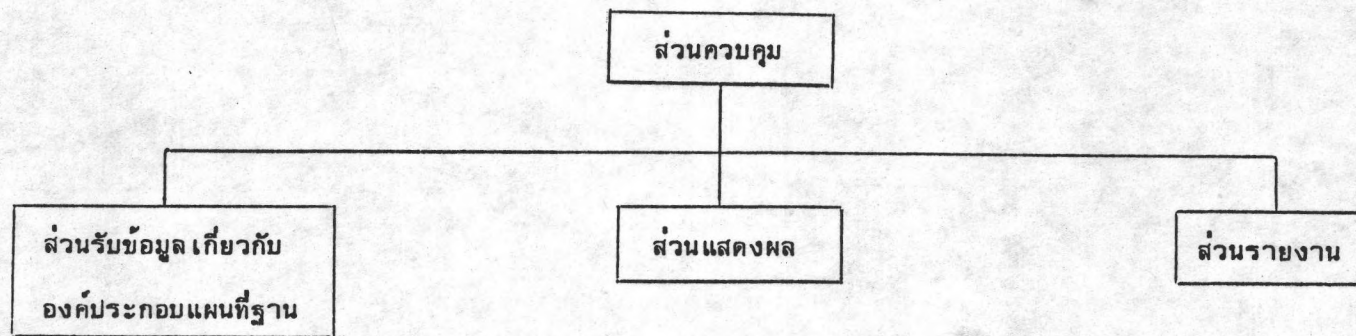 ส่วนควบคุม
ส่วนรับข้อมูลเกี่ยวกับ
องค์ประกอบแผนที่ฐาน
ส่วนแสดงผล
ส่วนรายงาน